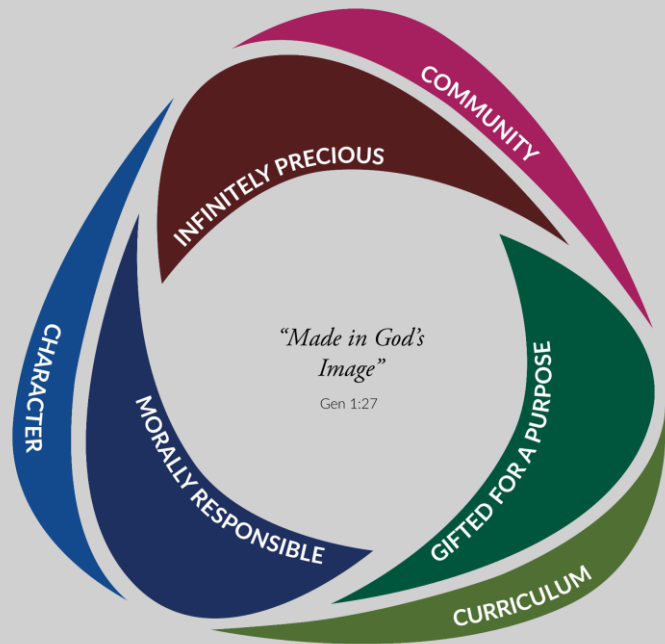 COMMUNITY
INFINITELY PRECIOUS
CHARACTER
MORALLY RESPONSIBLE
“Made in God’s
Image”
Gen 1:27
GIFTED FOR A PURPOSE
CURRICULUM